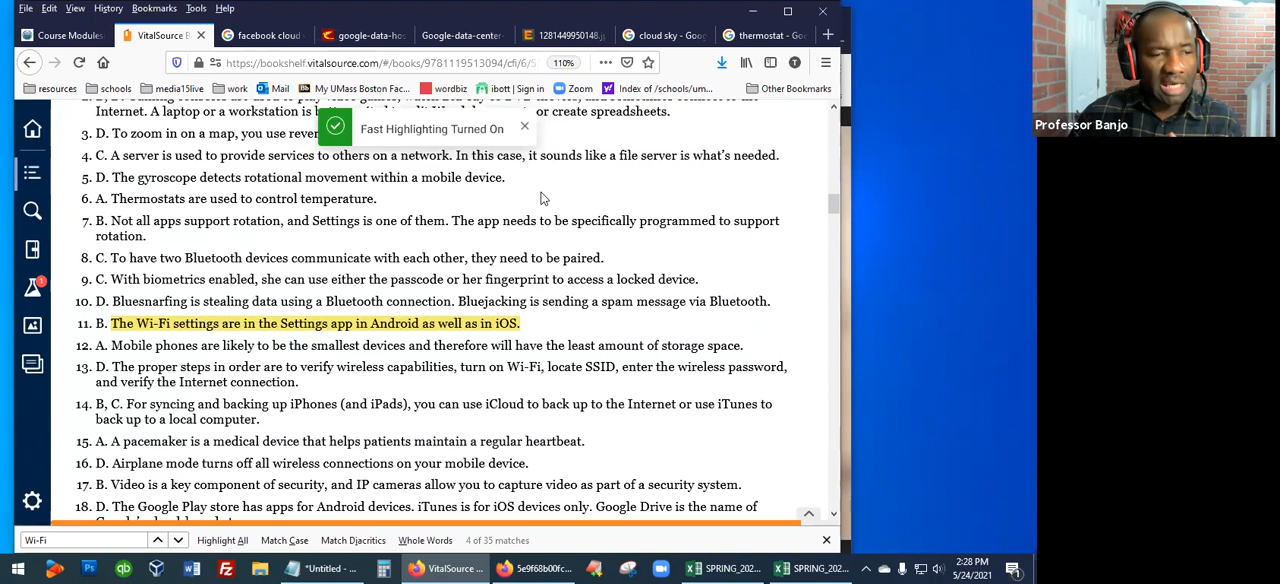 File Edit View History Bookmarks Tools Help
Course Modules: VitalSource B facebook cloud google-data-hos Google-data-center- 1281449950148.j cloud sky - Goog thermostat - Goo
https://bookshelf.vitalsource.com/#/books/9781119513094/cfi/6/5 110%
resources schools media15live work Mail My UMass Boston Fac... wordbiz ibott | Sign in Zoom Index of /schools/um... Other Bookmarks
Internet. A laptop or a workstation is or create spreadsheets.
Fast Highlighting Turned On
3. D. To zoom in on a map, you use
4. C. A server is used to provide services to others on a network. In this case, it sounds like a file server is what's needed.
5. D. The gyroscope detects rotational movement within a mobile device.
6. A. Thermostats are used to control temperature.
7. B. Not all apps support rotation, and Settings is one of them. The app needs to be specifically programmed to support
rotation.
8. C. To have two Bluetooth devices communicate with each other, they need to be paired.
9. C. With biometrics enabled, she can use either the passcode or her fingerprint to access a locked device.
10. D. Bluesnarfing is stealing data using a Bluetooth connection. Bluejacking is sending a spam message via Bluetooth.
11. B. The Wi-Fi settings are in the Settings app in Android as well as in iOS.
12. A. Mobile phones are likely to be the smallest devices and therefore will have the least amount of storage space.
13. D. The proper steps in order are to verify wireless capabilities, turn on Wi-Fi, locate SSID, enter the wireless password,
and verify the Internet connection.
14. B, C. For syncing and backing up iPhones (and iPads), you can use iCloud to back up to the Internet or use iTunes to
back up to a local computer.
15. A. A pacemaker is a medical device that helps patients maintain a regular heartbeat.
16. D. Airplane mode turns off all wireless connections on your mobile device.
17. B. Video is a key component of security, and IP cameras allow you to capture video as part of a security system.
18. D. The Google Play store has apps for Android devices. iTunes is for iOS devices only. Google Drive is the name of
Wi-Fi Highlight All Match Case Match Diacritics Whole Words 4 of 35 matches
*Untitled - ... VitalSource ... 5e9f68b00fc... SPRING_202... SPRING_202... 2:28 PM
5/24/2021
Professor Banjo